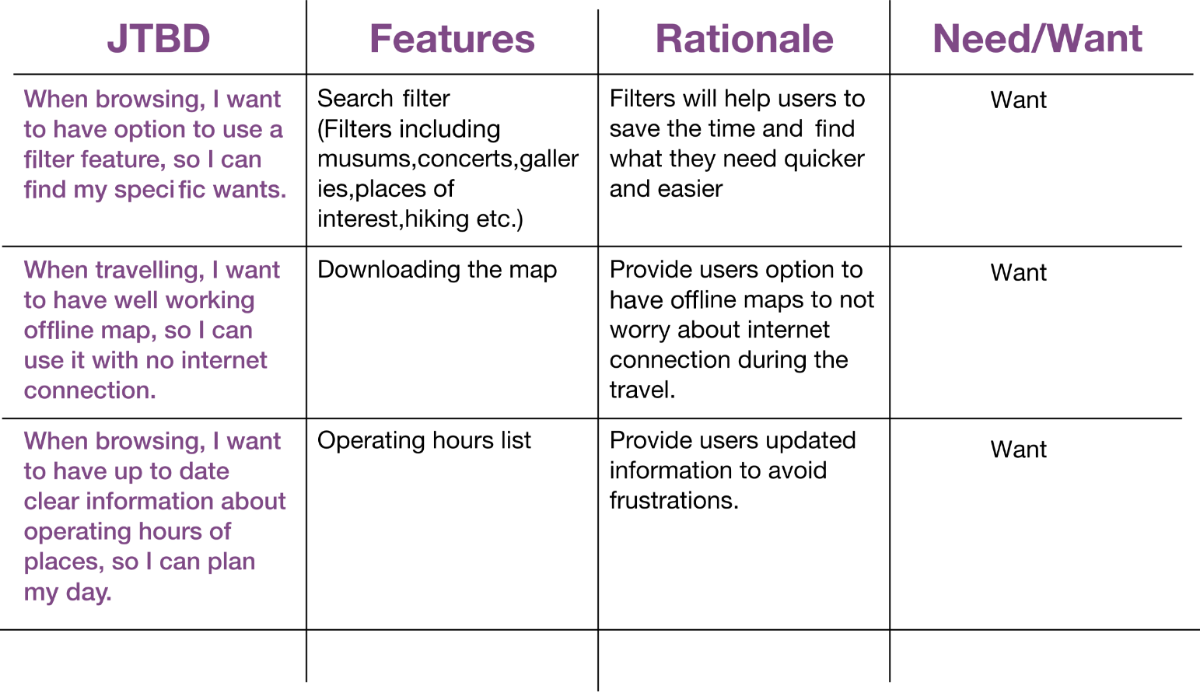 JTBD
Features
Rationale
Need/Want
When browsing, I want
to have option to use a
filter feature, so I can
find my specific wants.
Search filter
(Filters including
musums,concerts,galler
ies,places of
interest,hiking etc.)
Filters will help users to
save the time and find
what they need quicker
and easier
Want
When travelling, I want
to have well working
offline map, so I can
use it with no internet
connection.
Downloading the map
Provide users option to
have offline maps to not
worry about internet
connection during the
travel.
Want
When browsing, I want
to have up to date
clear information about
operating hours of
places, so I can plan
my day.
Operating hours list
Provide users updated
information to avoid
frustrations.
Want